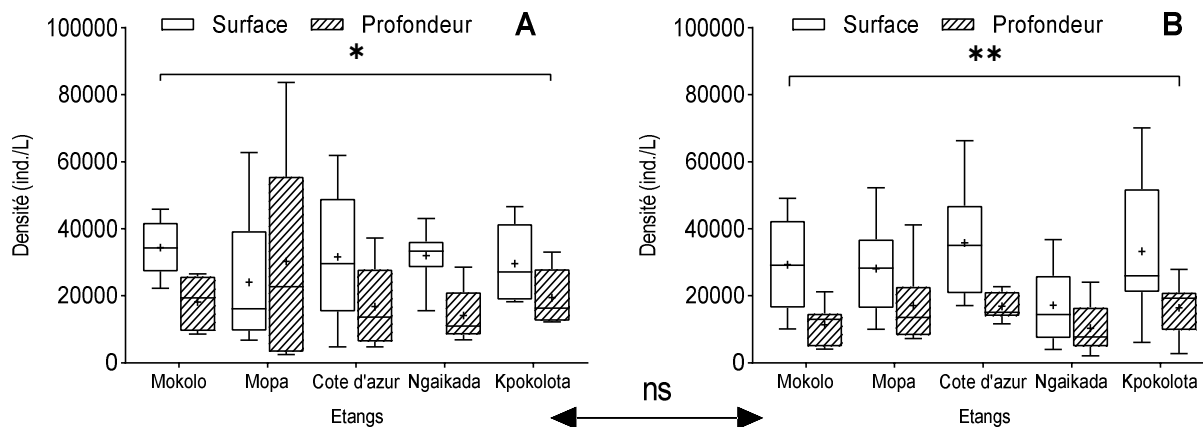 Surface Profondeur A
*
100000
80000
60000
40000
20000
0
Densité (ind./L)
Mokolo Mopa Cote d'azur Ngaikada Kpokolota
Etangs
ns
Surface Profondeur B
**
100000
80000
60000
40000
20000
0
Densité (ind./L)
Mokolo Mopa Cote d'azur Ngaikada Kpokolota
Etangs